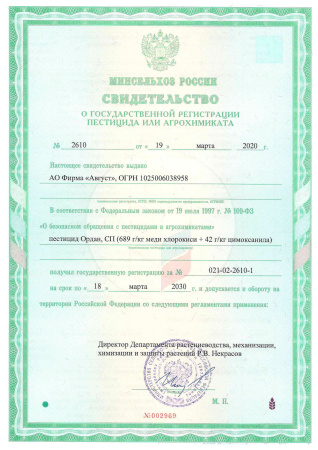 МИНСЕЛЬХОЗ РОССИИ
СВИДЕТЕЛЬСТВО
О ГОСУДАРСТВЕННОЙ РЕГИСТРАЦИИ
ПЕСТИЦИДА ИЛИ АГРОХИМИКАТА
№ 2610 от « 19 » марта 2020 г.
Настоящее свидетельство выдано
АО Фирма «Август», ОГРН 1025006038958
В соответствии с Федеральным законом от 19 июля 1997 г. № 109-ФЗ
«О безопасном обращении с пестицидами и агрохимикатами»
пестицид Ордан, СП (689 г/кг меди хлорокиси + 42 г/кг цимоксанила)
получил государственную регистрацию за № 021-02-2610-1
на срок по « 18 » марта 2030 г. и допускается к обороту на
территории Российской Федерации со следующими регламентами применения:
Директор Департамента растениеводства, механизации,
химизации и защиты растений Р.В. Некрасов
М. П.
№002969